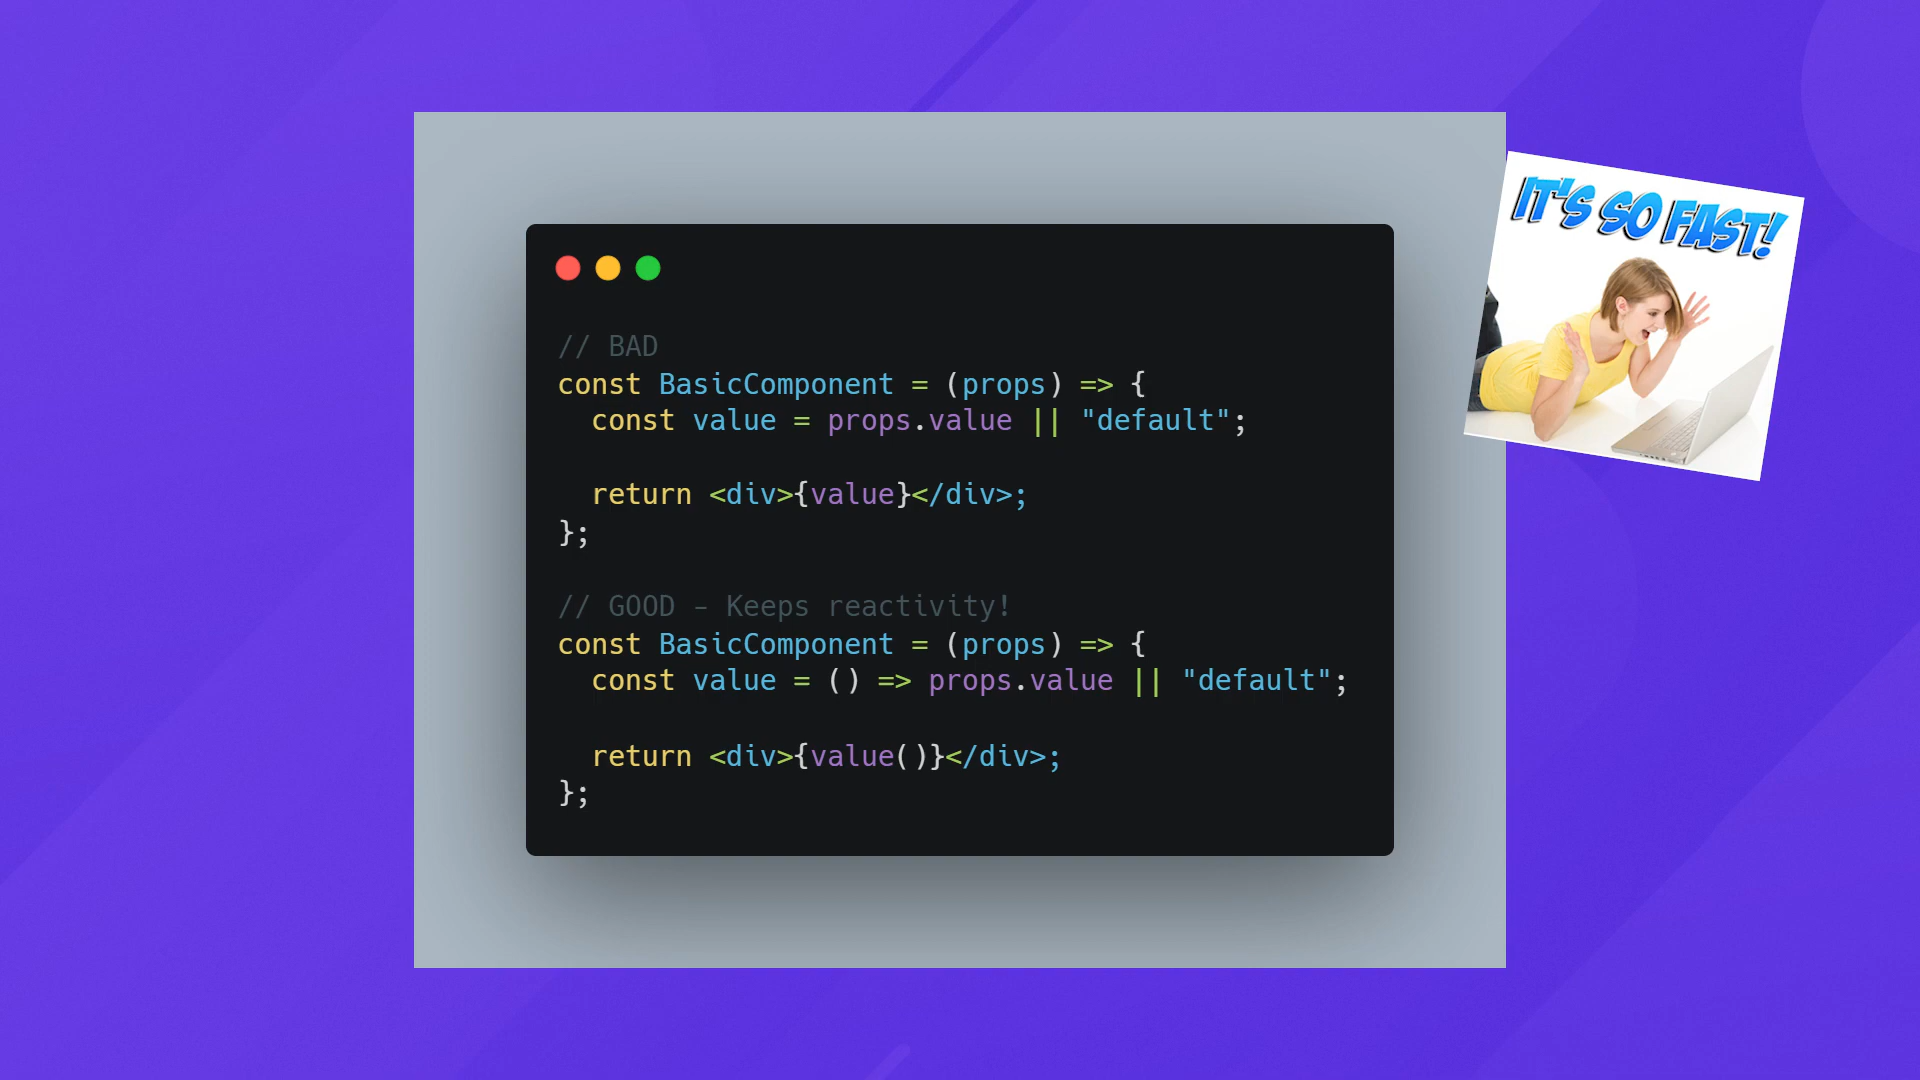 // BAD
const BasicComponent = (props) => {
  const value = props.value || "default";
  return <div>{value}</div>;
};
// GOOD - Keeps reactivity!
const BasicComponent = (props) => {
  const value = () => props.value || "default";
  return <div>{value()}</div>;
};
IT'S SO FAST!